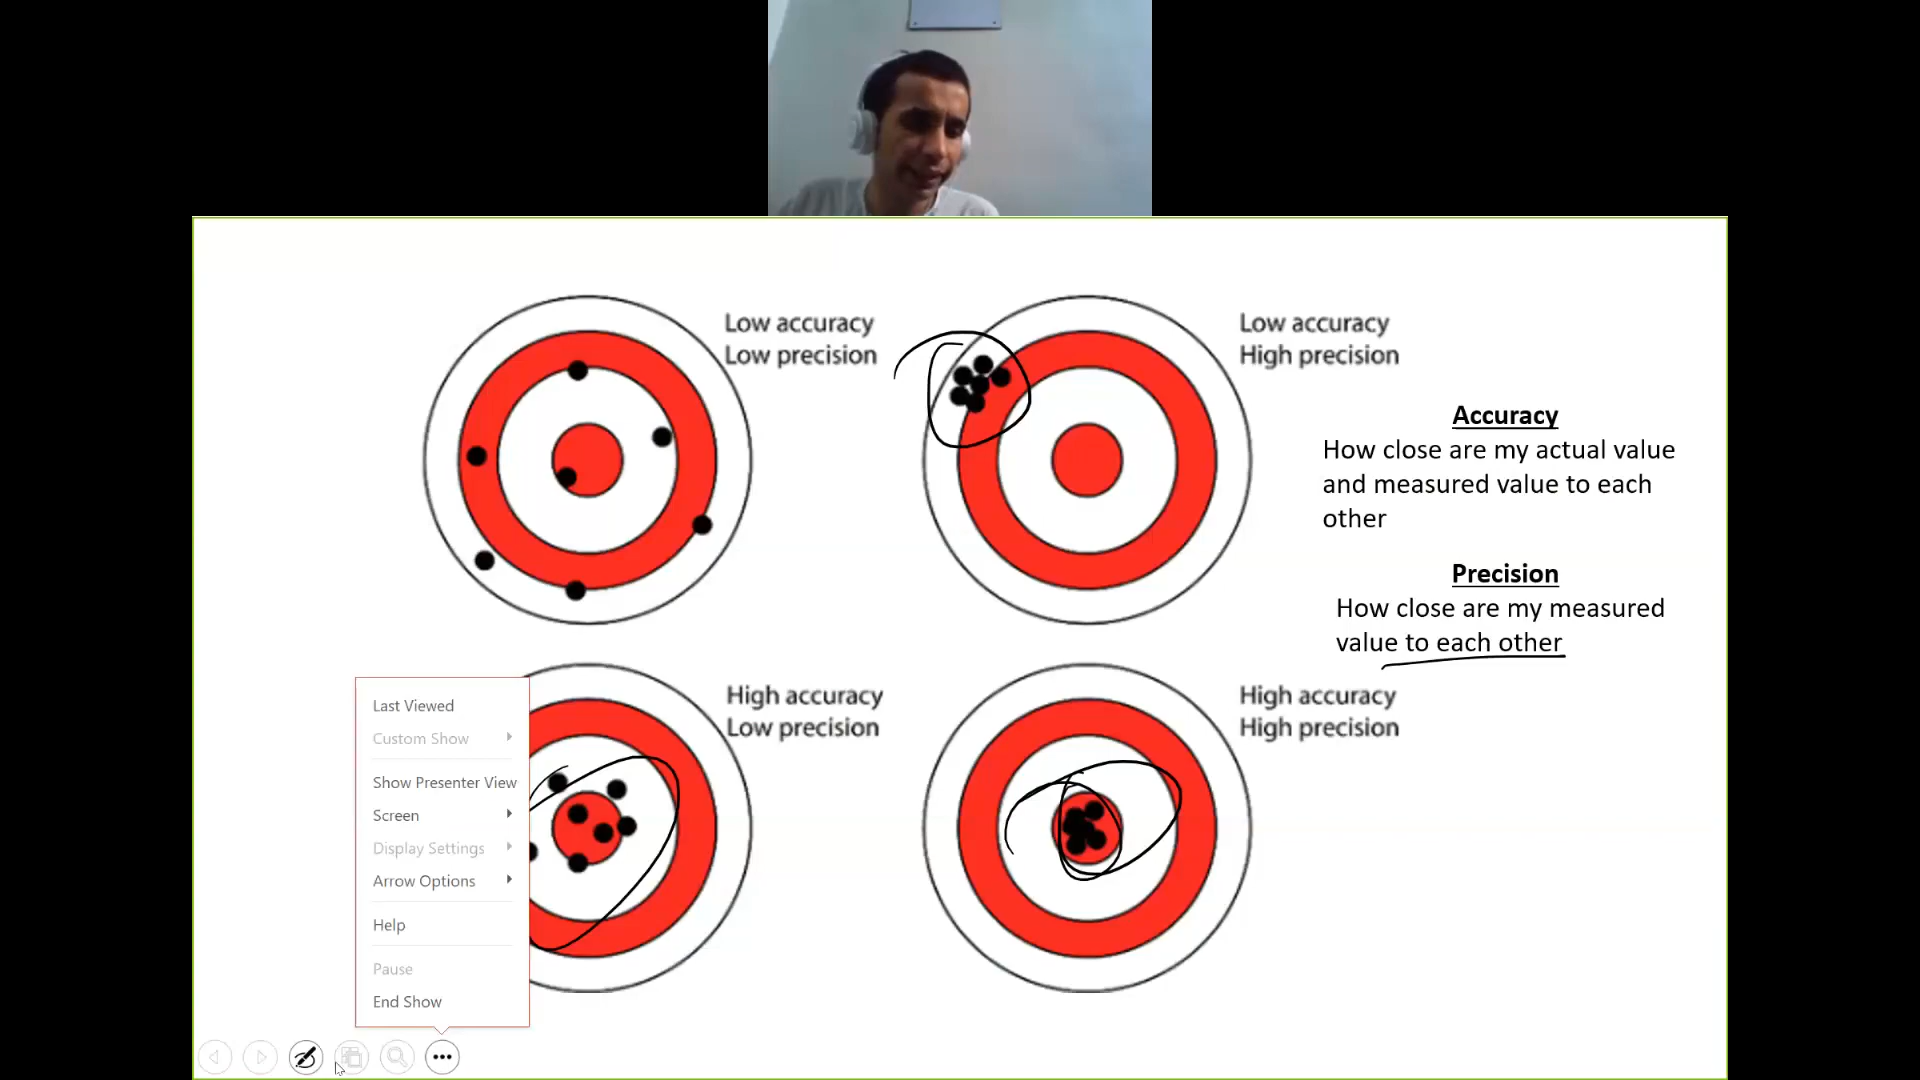 Low accuracy
Low precision
Low accuracy
High precision
Accuracy
How close are my actual value
and measured value to each
other
Precision
How close are my measured
value to each other
High accuracy
Low precision
High accuracy
High precision
Last Viewed
Custom Show
Show Presenter View
Screen
Display Settings
Arrow Options
Help
Pause
End Show